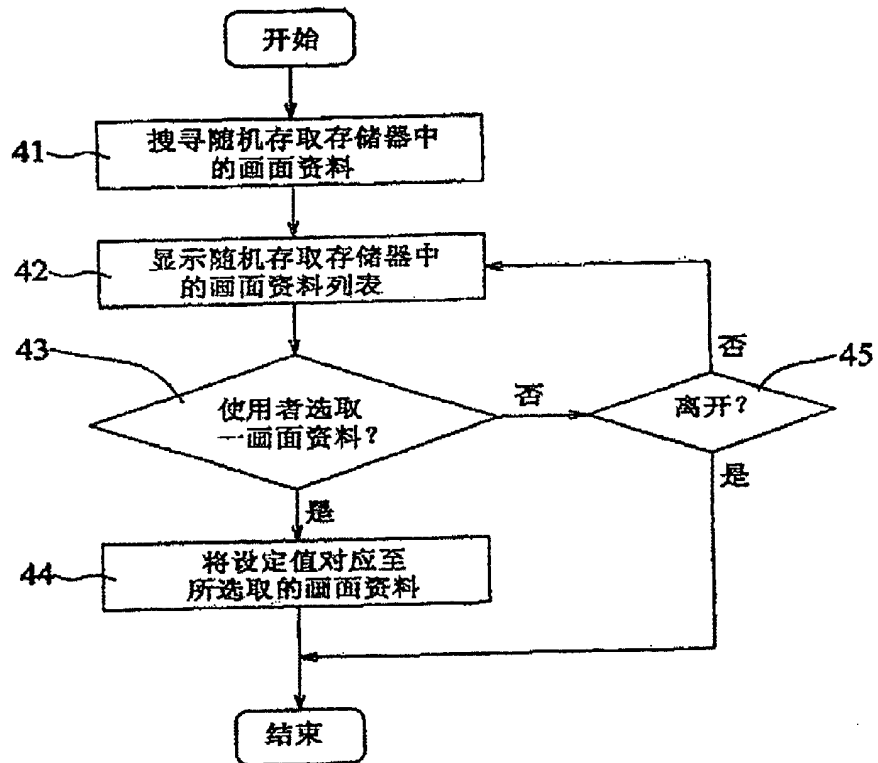 开始
41
搜寻随机存取存储器中
的画面资料
42
显示随机存取存储器中
的画面资料列表
43
使用者选取
一画面资料？
否
否
45
离开？
是
是
44
将设定值对应至
所选取的画面资料
结束